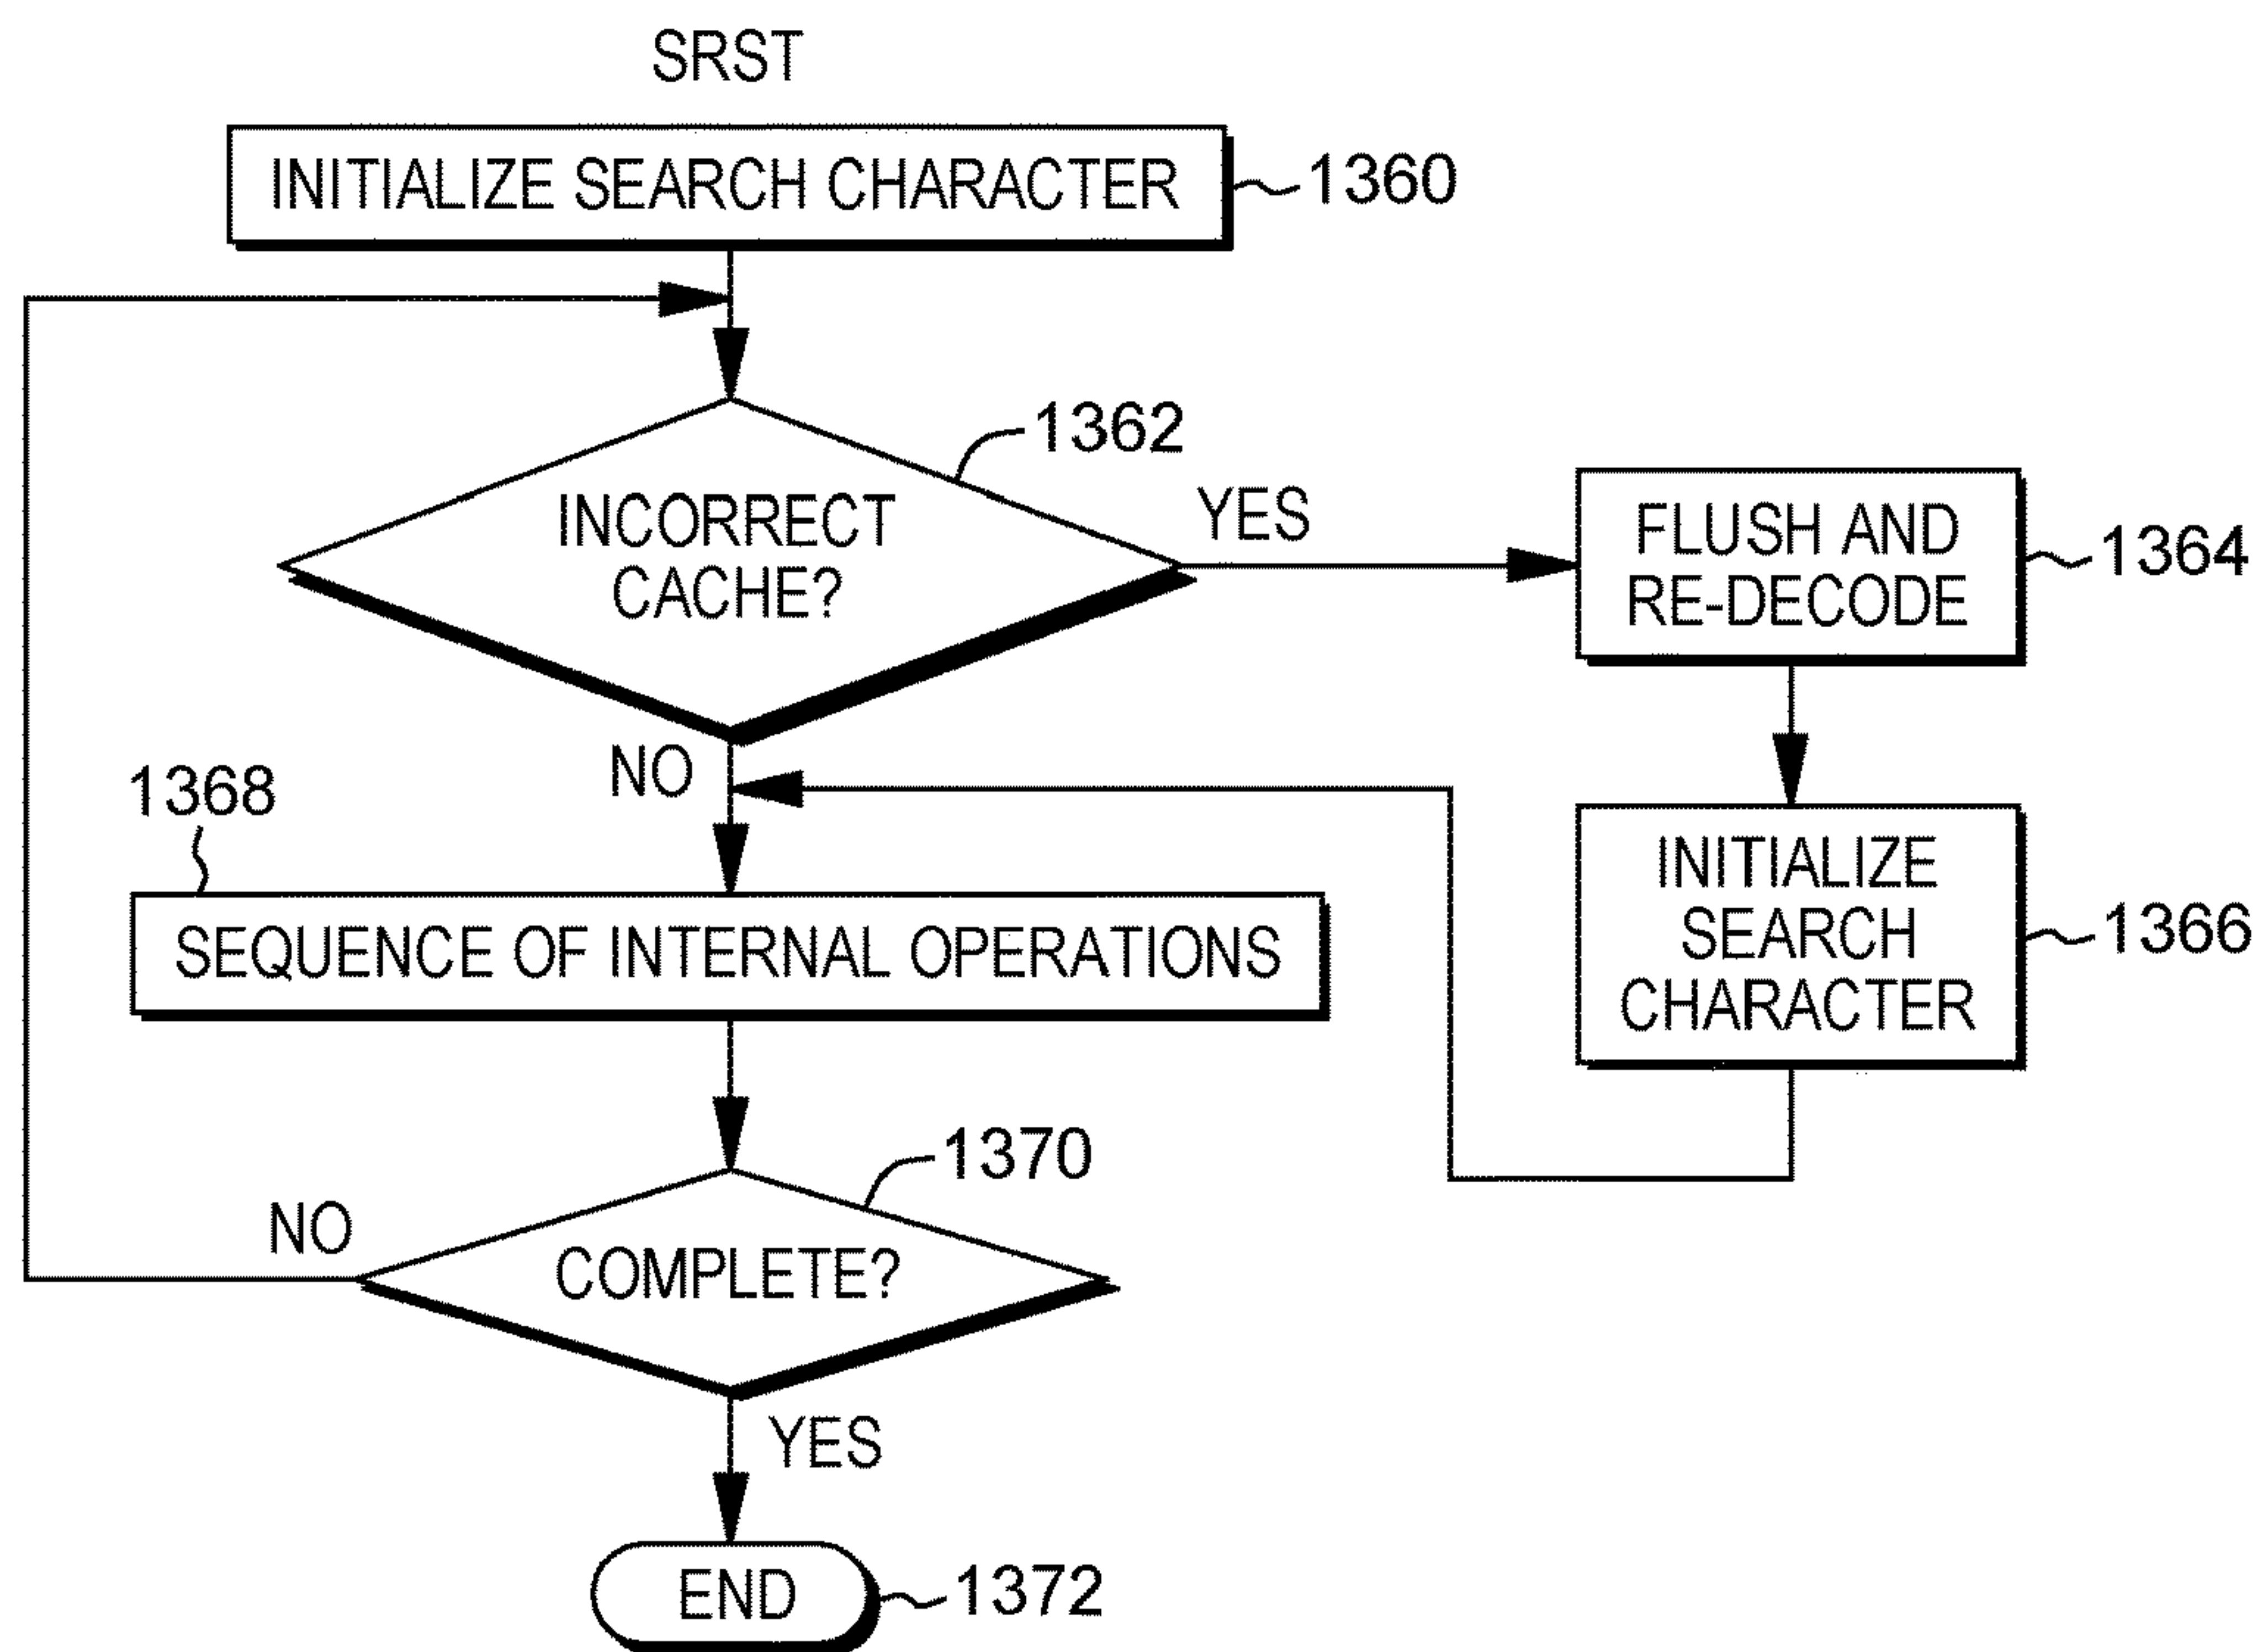 SRST
INITIALIZE SEARCH CHARACTER
1360
1362
INCORRECT
CACHE?
YES
FLUSH AND
RE-DECODE
1364
NO
INITIALIZE
SEARCH
CHARACTER
1366
1368
SEQUENCE OF INTERNAL OPERATIONS
1370
NO
COMPLETE?
YES
END
1372